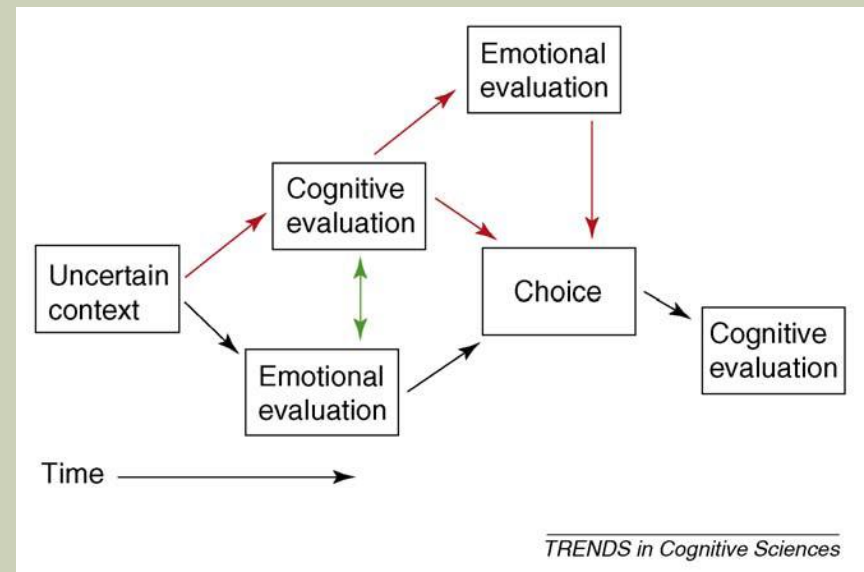 Emotional
evaluation
Cognitive
evaluation
Uncertain
context
Choice
Cognitive
evaluation
Emotional
evaluation
Time
TRENDS in Cognitive Sciences